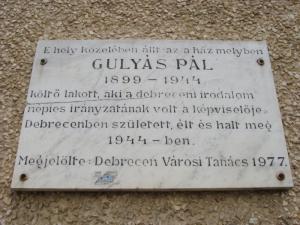 E hely közelében állt az a ház melyben
GULYÁS PÁL
1899 - 1944
költő lakott, aki a debreceni irodalom
népies irányzatának volt a képviselője.
Debrecenben született, élt és halt meg
1944-ben.
Megjelölte: Debrecen Városi Tanács 1977.